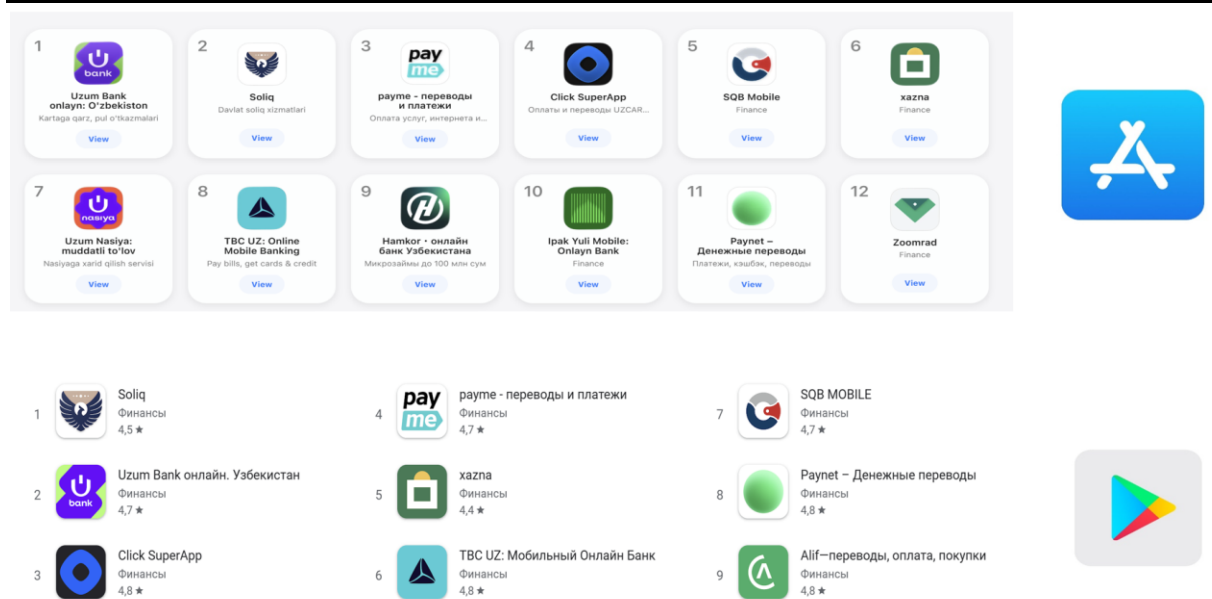 1
bank
Uzum Bank
onlayn: O'zbekiston
Kartaga qarz, pul o'tkazmalari
View
2
Soliq
Davlat soliq xizmatlari
View
3
pay
me
payme - переводы
и платежи
Оплата услуг, интернета и...
View
4
Click SuperApp
Оплаты и переводы UZCAR...
View
5
SQB Mobile
Finance
View
6
xazna
Finance
View
7
nasiya
Uzum Nasiya:
muddatli to'lov
Nasiyaga xarid qilish servisi
View
8
TBC UZ: Online
Mobile Banking
Pay bills, get cards & credit
View
9
Hamkor • онлайн
банк Узбекистана
Микрозаймы до 100 млн сум
View
10
Ipak Yuli Mobile:
Onlayn Bank
Finance
View
11
Paynet –
Денежные переводы
Платежи, кэшбэк, переводы
View
12
Zoomrad
Finance
View
1
Soliq
Финансы
4,5 ★
2
bank
Uzum Bank онлайн. Узбекистан
Финансы
4,7 ★
3
Click SuperApp
Финансы
4,8 ★
4
pay
me
payme - переводы и платежи
Финансы
4,7 ★
5
xazna
Финансы
4,4 ★
6
TBC UZ: Мобильный Онлайн Банк
Финансы
4,8 ★
7
SQB MOBILE
Финансы
4,7 ★
8
Paynet – Денежные переводы
Финансы
4,8 ★
9
Alif—переводы, оплата, покупки
Финансы
4,8 ★